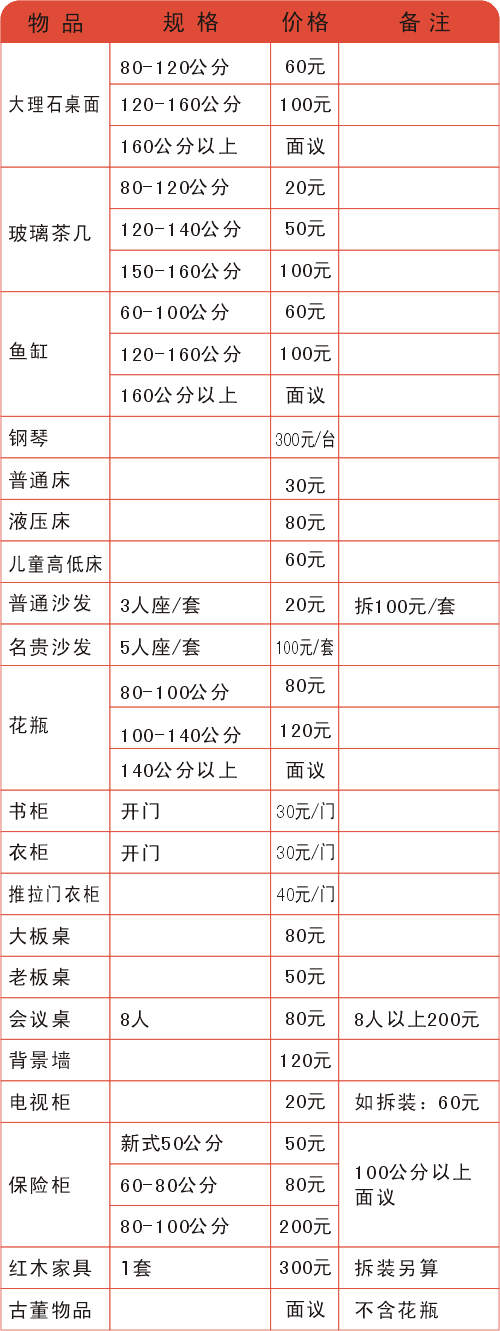 物品 规格 价格 备注
大理石桌面 80-120公分 60元
120-160公分 100元
160公分以上 面议
玻璃茶几 80-120公分 20元
120-140公分 50元
150-160公分 100元
鱼缸 60-100公分 60元
120-160公分 100元
160公分以上 面议
钢琴 300元/台
普通床 30元
液压床 80元
儿童高低床 60元
普通沙发 3人座/套 20元 拆100元/套
名贵沙发 5人座/套 100元/套
花瓶 80-100公分 80元
100-140公分 120元
140公分以上 面议
书柜 开门 30元/门
衣柜 开门 30元/门
推拉门衣柜 40元/门
大板桌 80元
老板桌 50元
会议桌 8人 80元 8人以上200元
背景墙 120元
电视柜 20元 如拆装：60元
保险柜 新式50公分 50元 100公分以上
面议
60-80公分 80元
80-100公分 200元
红木家具 1套 300元 拆装另算
古董物品 面议 不含花瓶